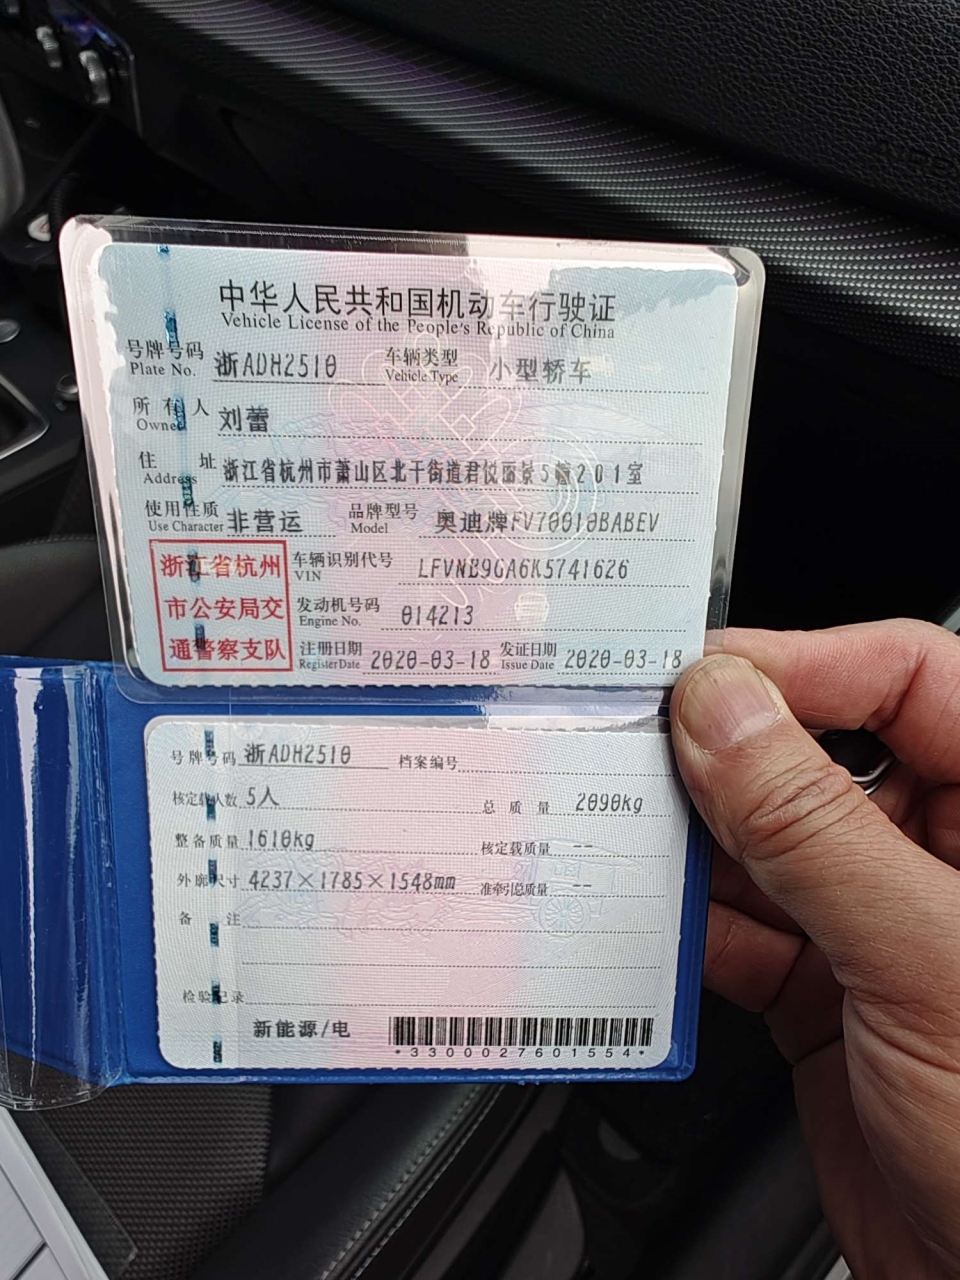 中华人民共和国机动车行驶证
Vehicle License of the People's Republic of China
号牌号码 浙ADH2510 车辆类型 小型轿车
Plate No. Vehicle Type
所有人 刘蕾
Owner
住址 浙江省杭州市萧山区北干街道君悦丽景5幢201室
Address
使用性质 非营运 品牌型号 奥迪牌FV70010BABEV
Use Character Model
浙江省杭州
市公安局交
通警察支队
车辆识别代号 LFVNB9GA6K5741626
VIN
发动机号码 014213
Engine No.
注册日期 2020-03-18 发证日期 2020-03-18
Register Date Issue Date
号牌号码 浙ADH2510 档案编号
核定载人数 5人 总质量 2090kg
整备质量 1610kg 核定载质量 --
外廓尺寸 4237×1785×1548mm 准牵引总质量 --
备注
检验记录
新能源/电
*3300027601554*